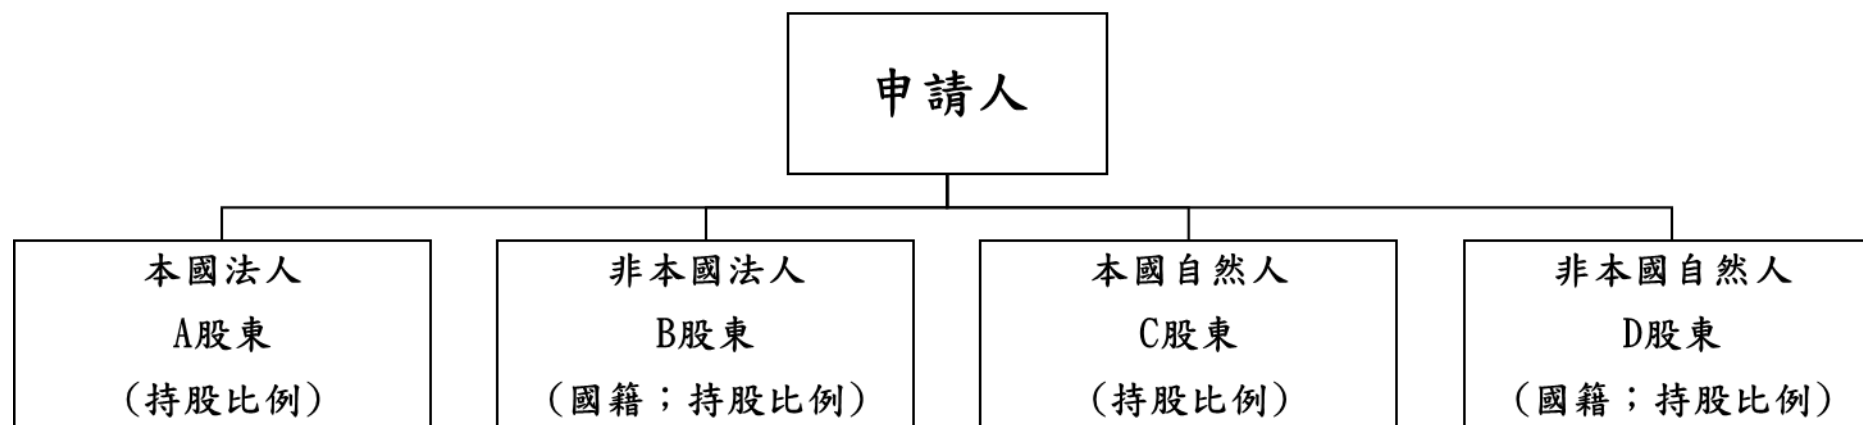 申請人
本國法人
A股東
(持股比例)
非本國法人
B股東
(國籍；持股比例)
本國自然人
C股東
(持股比例)
非本國自然人
D股東
(國籍；持股比例)